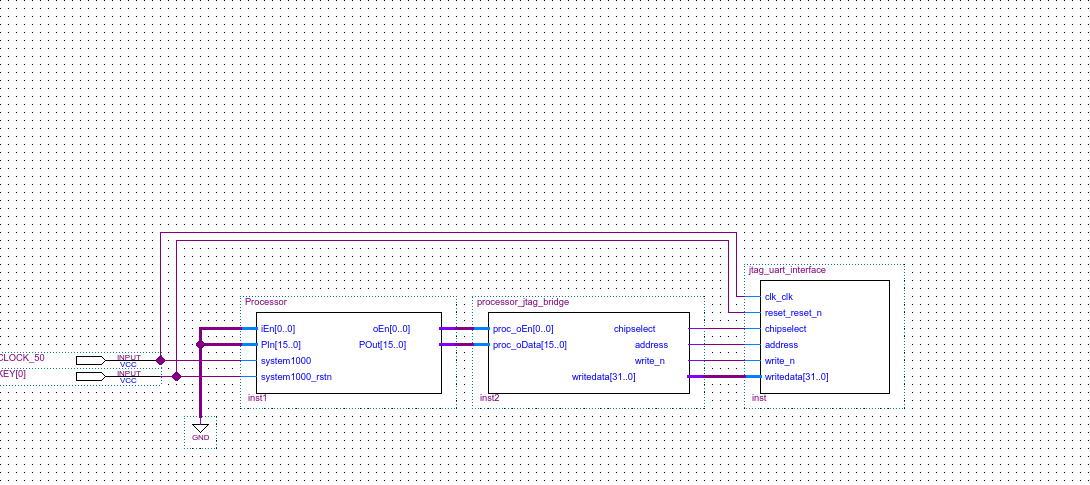 jtag_uart_interface
clk_clk
reset_reset_n
chipselect
address
write_n
writedata[31..0]
inst
Processor
iEn[0..0]
PIn[15..0]
system1000
system1000_rstn
oEn[0..0]
POut[15..0]
inst1
processor_jtag_bridge
proc_oEn[0..0]
proc_oData[15..0]
chipselect
address
write_n
writedata[31..0]
inst2
CLOCK_50
INPUT
VCC
KEY[0]
INPUT
VCC
GND